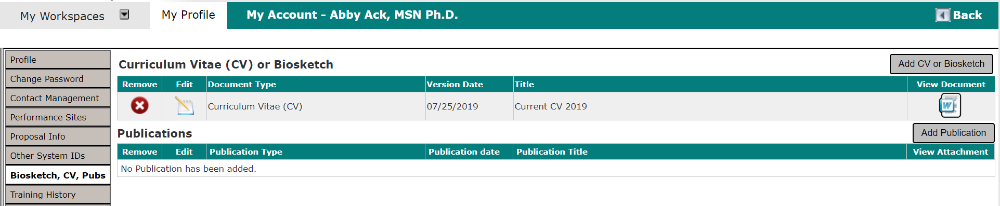 My Workspaces My Profile My Account - Abby Ack, MSN Ph.D. Back
Profile
Change Password
Contact Management
Performance Sites
Proposal Info
Other System IDs
Biosketch, CV, Pubs
Training History
Curriculum Vitae (CV) or Biosketch Add CV or Biosketch
Remove Edit Document Type Version Date Title View Document
Curriculum Vitae (CV) 07/25/2019 Current CV 2019 W
Publications Add Publication
Remove Edit Publication Type Publication date Publication Title View Attachment
No Publication has been added.